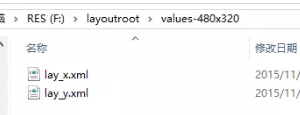 RES (F:) > layoutroot > values-480x320
名称
修改日期
lay_x.xml
2015/11/
lay_y.xml
2015/11/